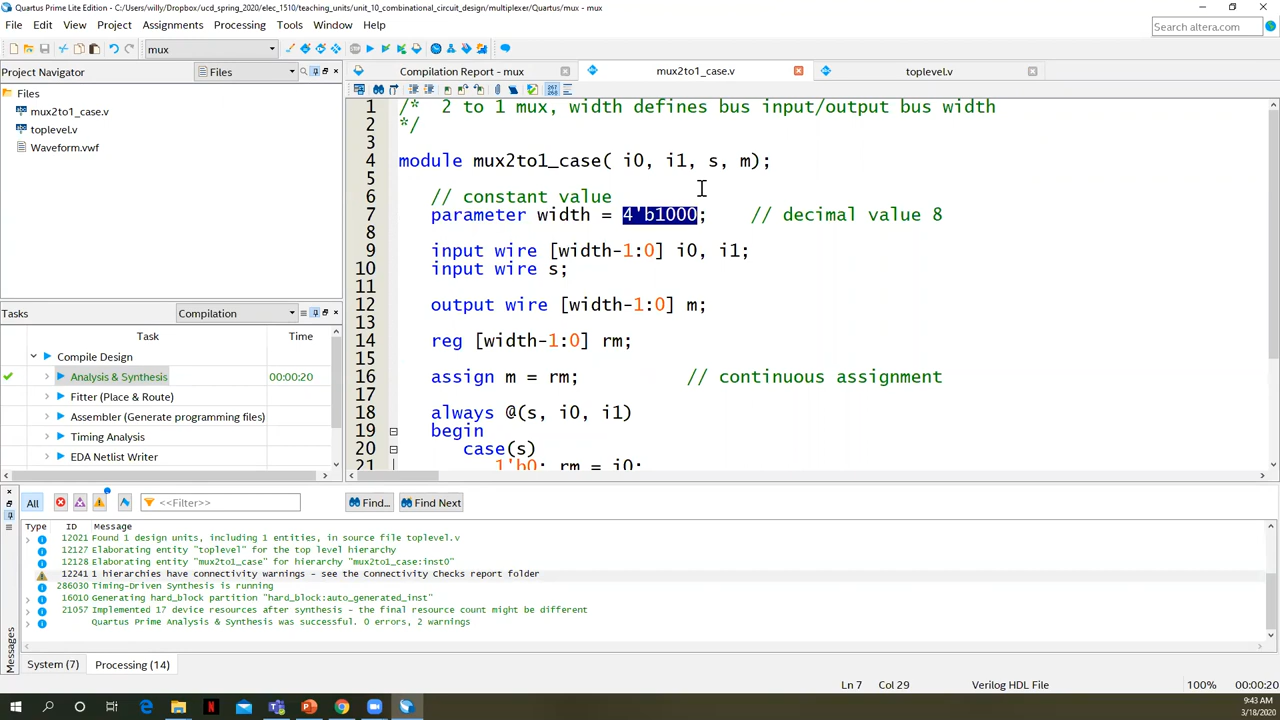 Quartus Prime Lite Edition - C:/Users/willy/Dropbox/ucd_spring_2020/elec_1510/teaching_units/unit_10_combinational_circuit_design/multiplexer/Quartus/mux - mux
File Edit View Project Assignments Processing Tools Window Help
Search altera.com
mux
Project Navigator
Files
Compilation Report - mux
mux2to1_case.v
toplevel.v
Files
mux2to1_case.v
toplevel.v
Waveform.vwf
1 /* 2 to 1 mux, width defines bus input/output bus width
2 */
3
4 module mux2to1_case( i0, i1, s, m);
5
6 // constant value
7 parameter width = 4'b1000; // decimal value 8
8
9 input wire [width-1:0] i0, i1;
10 input wire s;
11
12 output wire [width-1:0] m;
13
14 reg [width-1:0] rm;
15
16 assign m = rm; // continuous assignment
17
18 always @(s, i0, i1)
19 begin
20 case(s)
21 1'b0: rm = i0;
Tasks
Compilation
Task Time
Compile Design
Analysis & Synthesis 00:00:20
Fitter (Place & Route)
Assembler (Generate programming files)
Timing Analysis
EDA Netlist Writer
All
<<Filter>>
Find...
Find Next
Type ID Message
12021 Found 1 design units, including 1 entities, in source file toplevel.v
12127 Elaborating entity "toplevel" for the top level hierarchy
12128 Elaborating entity "mux2to1_case" for hierarchy "mux2to1_case:inst0"
12241 1 hierarchies have connectivity warnings - see the Connectivity Checks report folder
286030 Timing-Driven Synthesis is running
16010 Generating hard_block partition "hard_block:auto_generated_inst"
21057 Implemented 17 device resources after synthesis - the final resource count might be different
Quartus Prime Analysis & Synthesis was successful. 0 errors, 2 warnings
Messages
System (7)
Processing (14)
Ln 7 Col 29 Verilog HDL File 100% 00:00:20
9:43 AM
3/18/2020